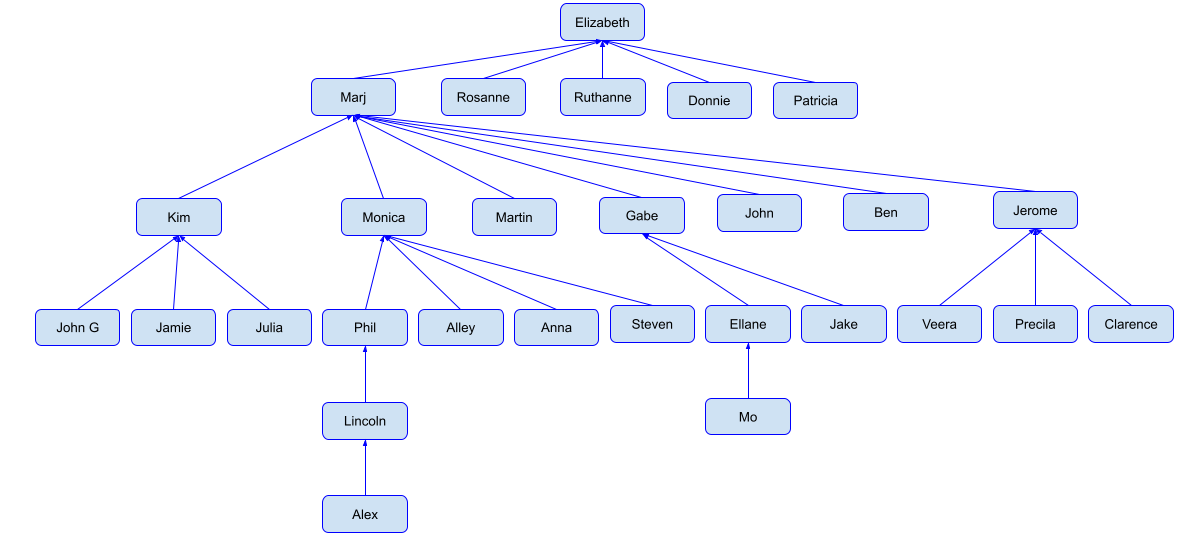 Elizabeth
Marj
Rosanne
Ruthanne
Donnie
Patricia
Kim
Monica
Martin
Gabe
John
Ben
Jerome
John G
Jamie
Julia
Phil
Alley
Anna
Steven
Ellane
Jake
Veera
Precila
Clarence
Lincoln
Mo
Alex